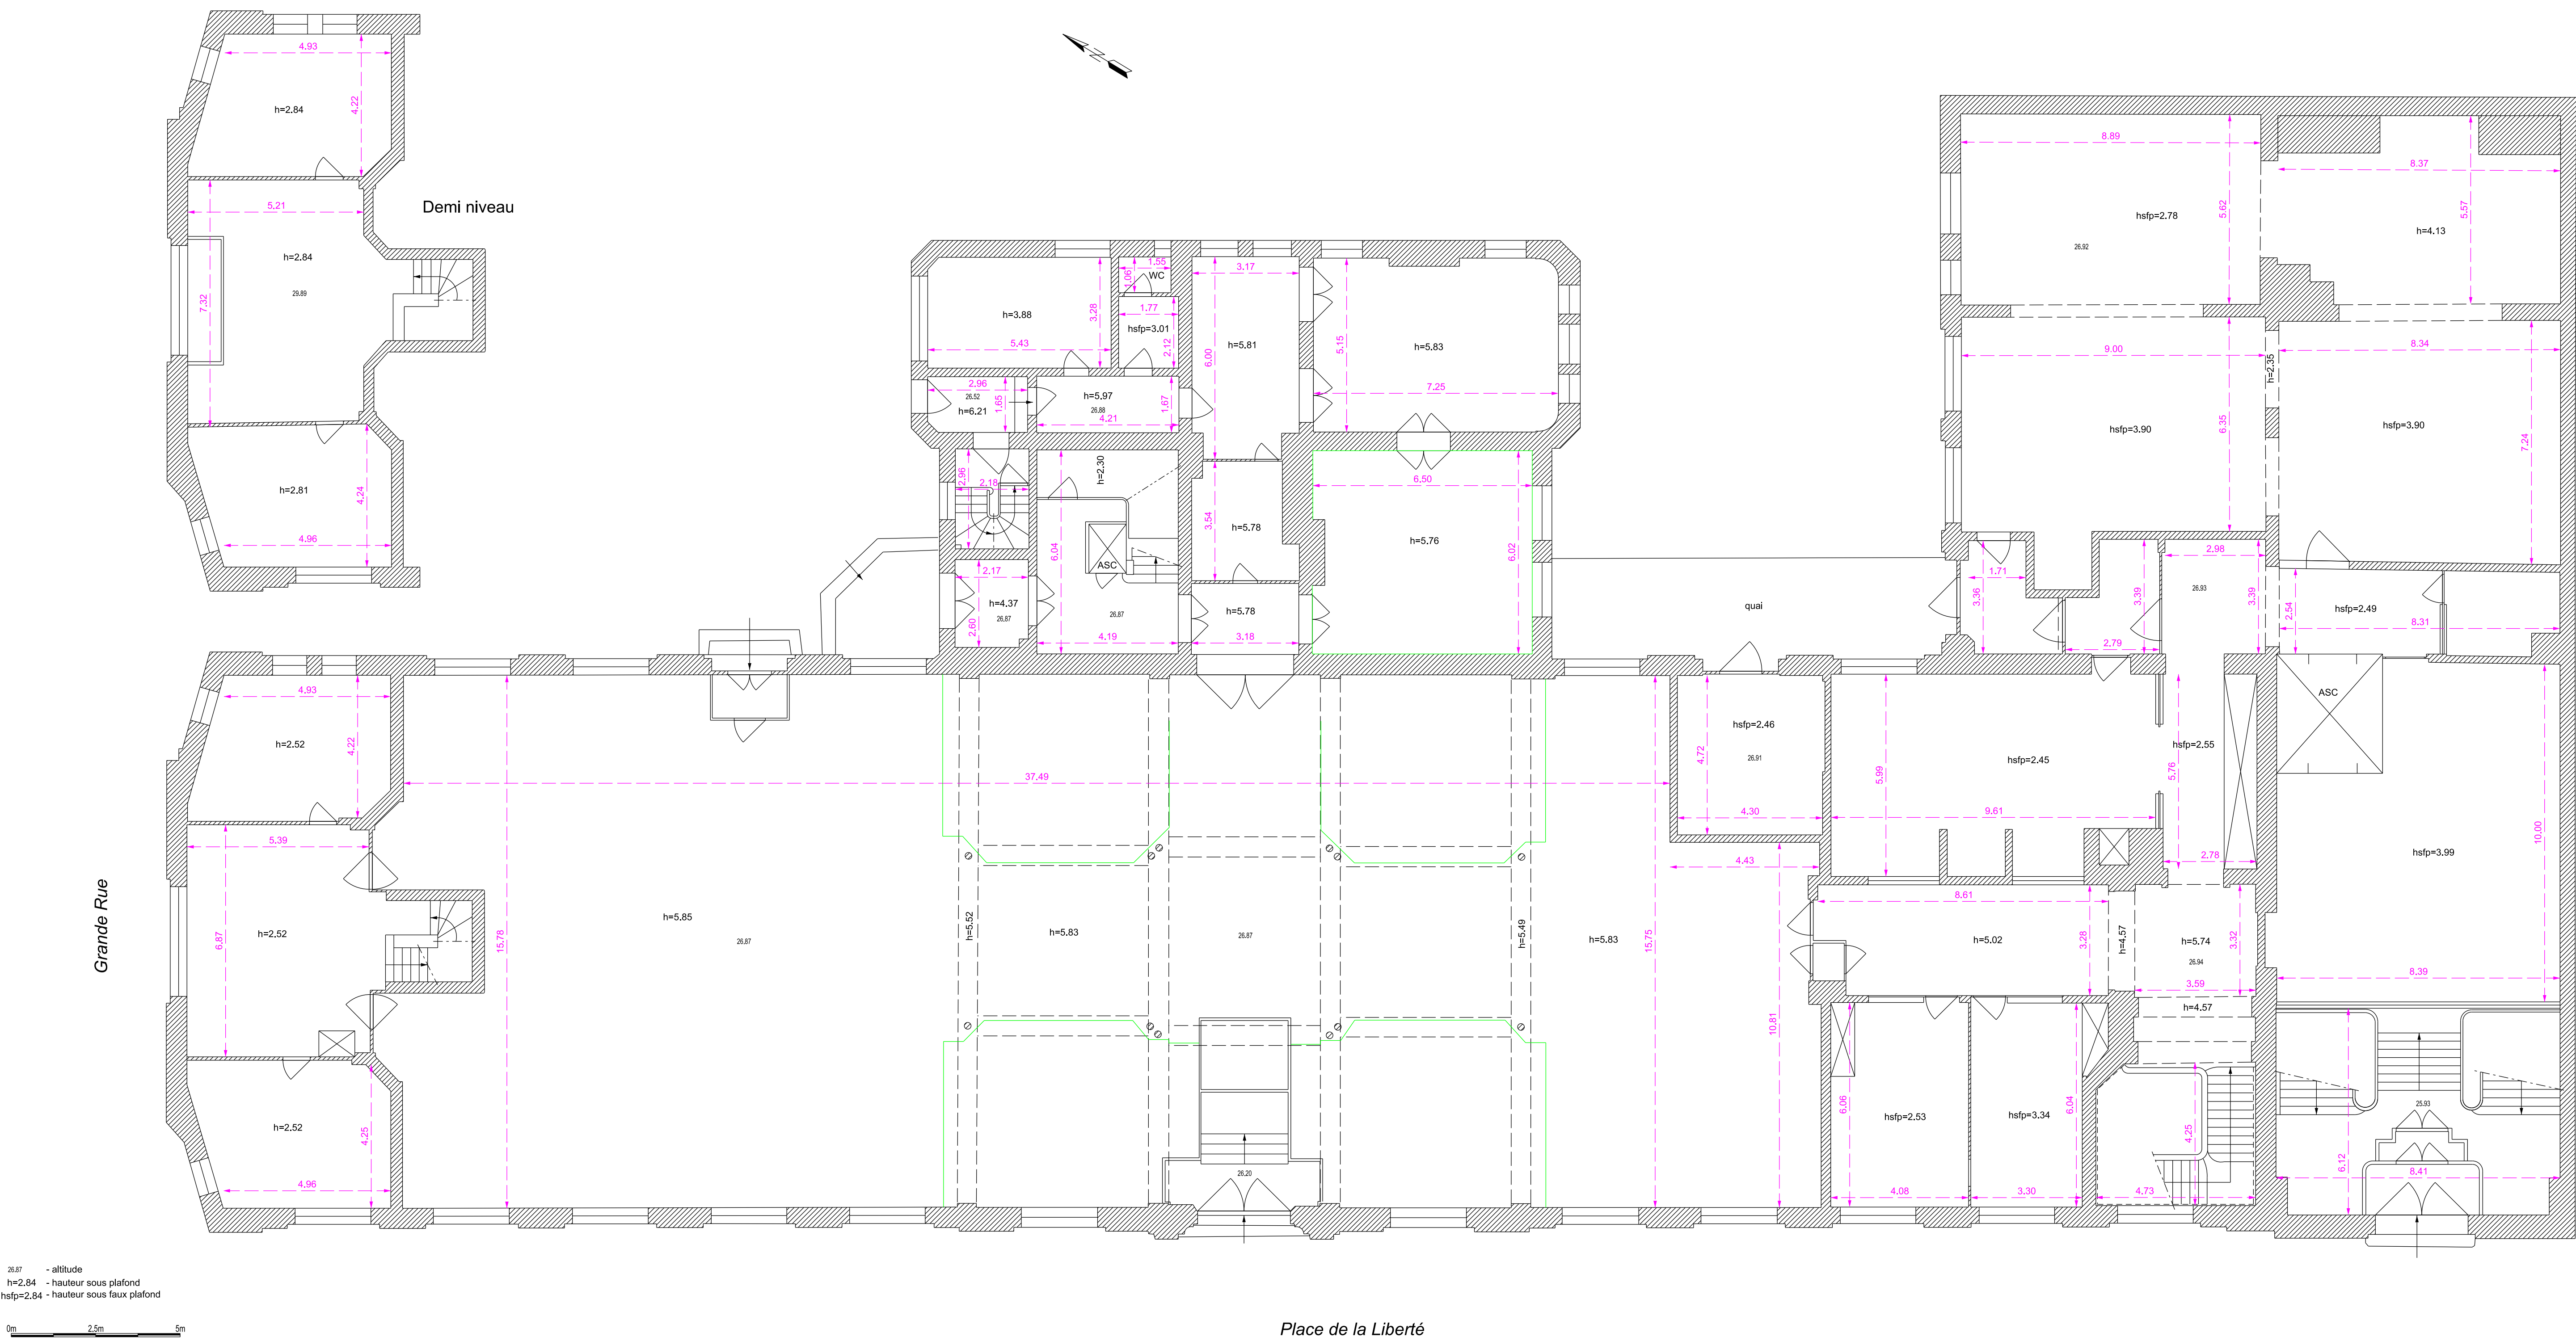 4.93
4.22
h=2.84
Demi niveau
5.21
h=2.84
29.89
7.32
h=2.81
4.24
4.96
8.89
8.37
hsfp=2.78
5.62
5.57
h=4.13
26.92
1.55
WC
1.06
3.17
h=3.88
3.28
1.77
hsfp=3.01
2.12
5.43
h=5.81
6.00
5.15
h=5.83
7.25
9.00
h=2.35
8.34
hsfp=3.90
6.35
hsfp=3.90
7.24
2.96
26.52
1.65
h=6.21
h=5.97
26.88
4.21
1.67
2.96
2.18
h=2.30
6.50
3.54
h=5.78
h=5.76
6.02
6.04
ASC
2.17
h=4.37
26.87
2.60
26.87
4.19
h=5.78
3.18
quai
1.71
3.36
3.39
2.79
2.98
26.93
3.39
2.54
hsfp=2.49
8.31
4.93
4.22
h=2.52
5.39
6.87
h=2.52
h=2.52
4.25
4.96
Grande Rue
37.49
15.78
h=5.85
26.87
h=5.52
h=5.83
26.87
h=5.49
h=5.83
15.75
26.20
hsfp=2.46
26.91
4.72
4.30
4.43
10.81
5.99
hsfp=2.45
9.61
hsfp=2.55
5.76
2.78
ASC
10.00
hsfp=3.99
8.39
8.61
h=5.02
3.28
h=4.57
h=5.74
26.94
3.32
3.59
h=4.57
6.06
hsfp=2.53
4.08
hsfp=3.34
6.04
3.30
4.25
4.73
25.93
6.12
8.41
26.87 - altitude
h=2.84 - hauteur sous plafond
hsfp=2.84 - hauteur sous faux plafond
0m 2.5m 5m
Place de la Liberté